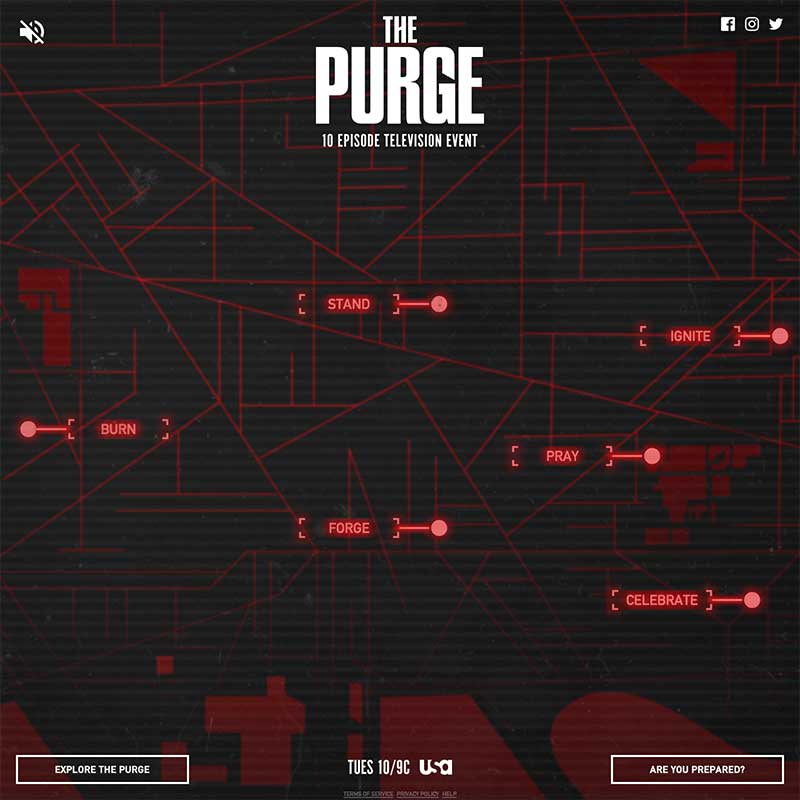 THE
PURGE
10 EPISODE TELEVISION EVENT
STAND
IGNITE
BURN
PRAY
FORGE
CELEBRATE
EXPLORE THE PURGE
TUES 10/9C usa
ARE YOU PREPARED?
TERMS OF SERVICE PRIVACY POLICY HELP